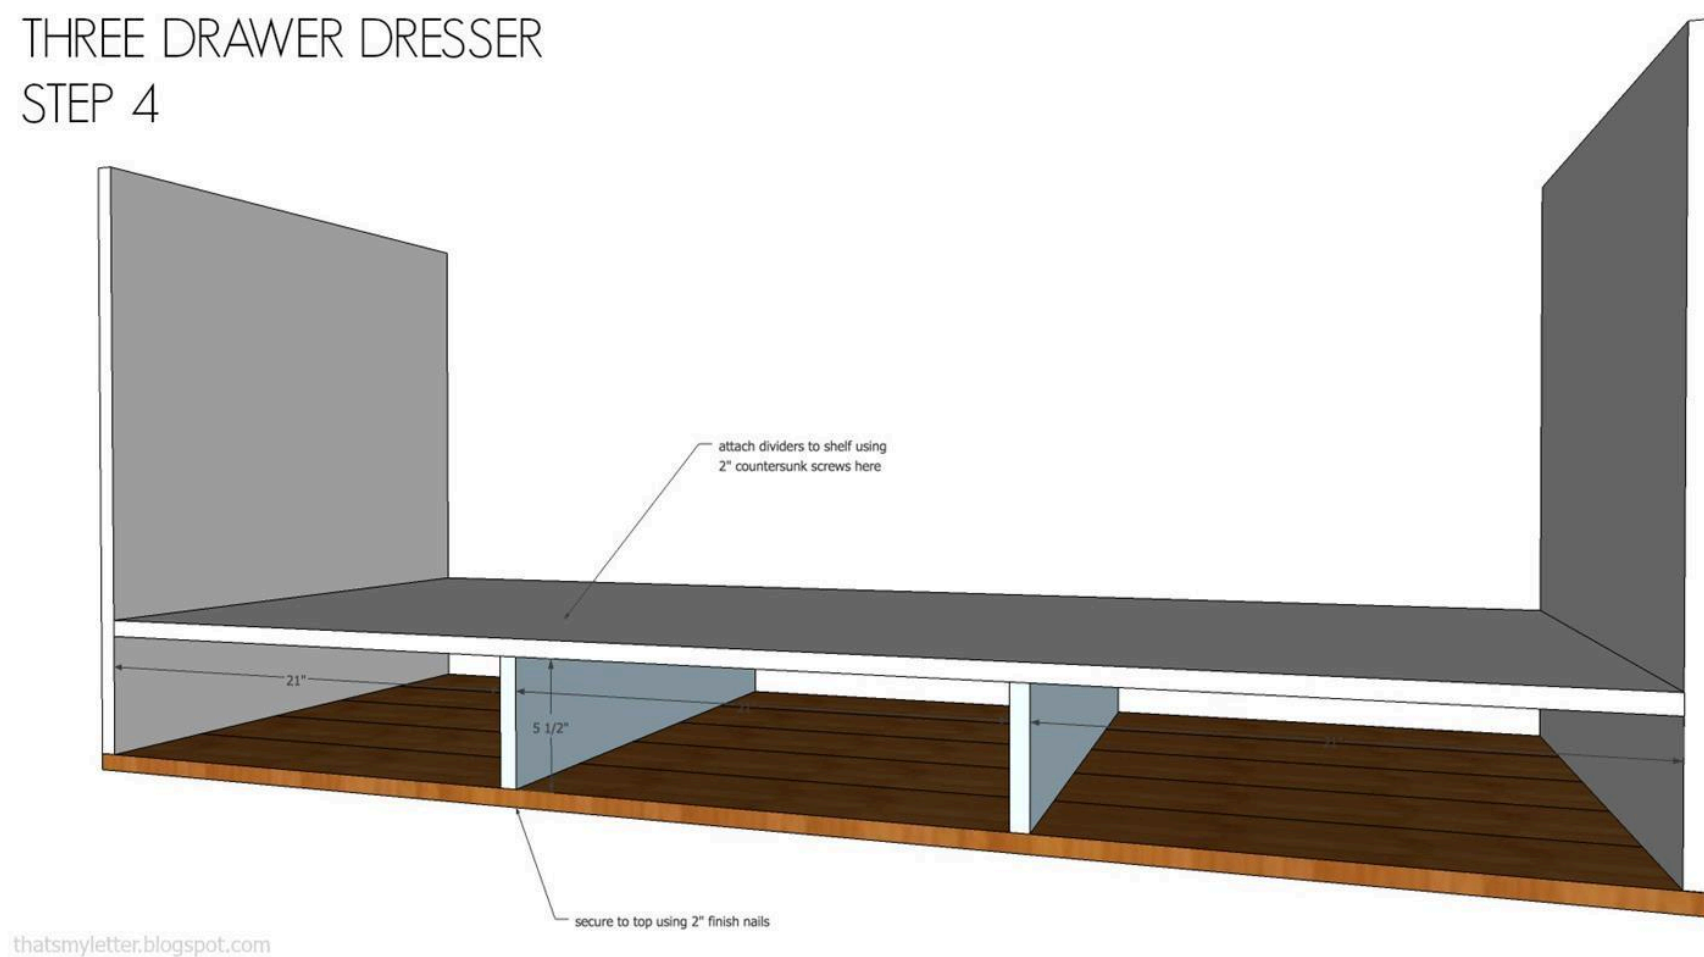 THREE DRAWER DRESSER
STEP 4
attach dividers to shelf using
2" countersunk screws here
21"
5 1/2"
secure to top using 2" finish nails
thatsmyletter.blogspot.com